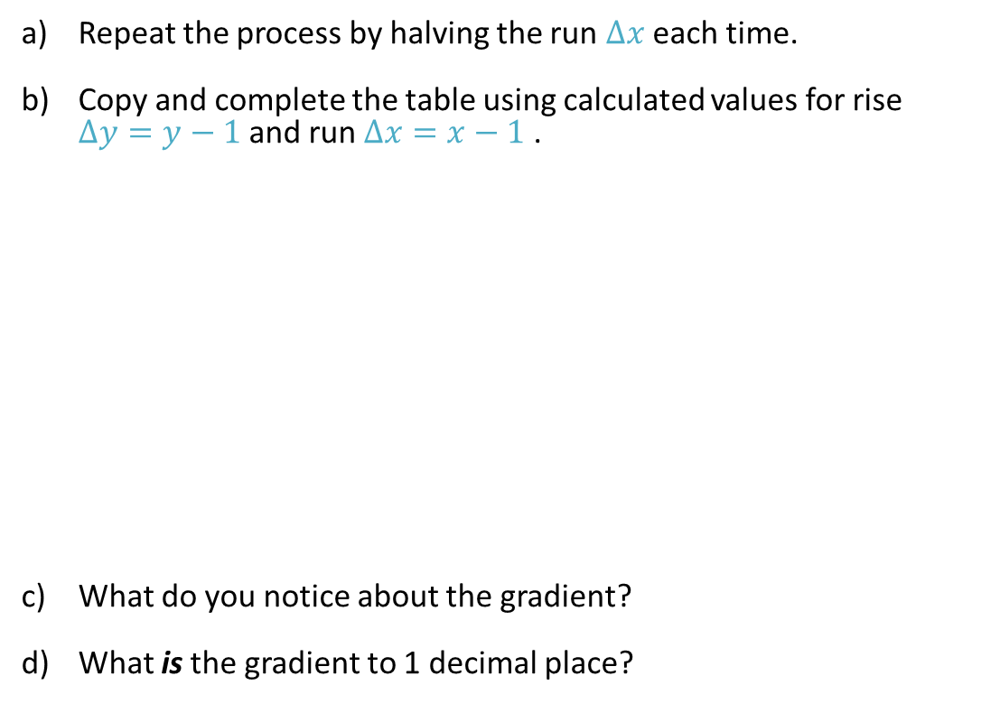 a) Repeat the process by halving the run Δx each time.
b) Copy and complete the table using calculated values for rise
Δy = y − 1 and run Δx = x − 1 .
c) What do you notice about the gradient?
d) What is the gradient to 1 decimal place?